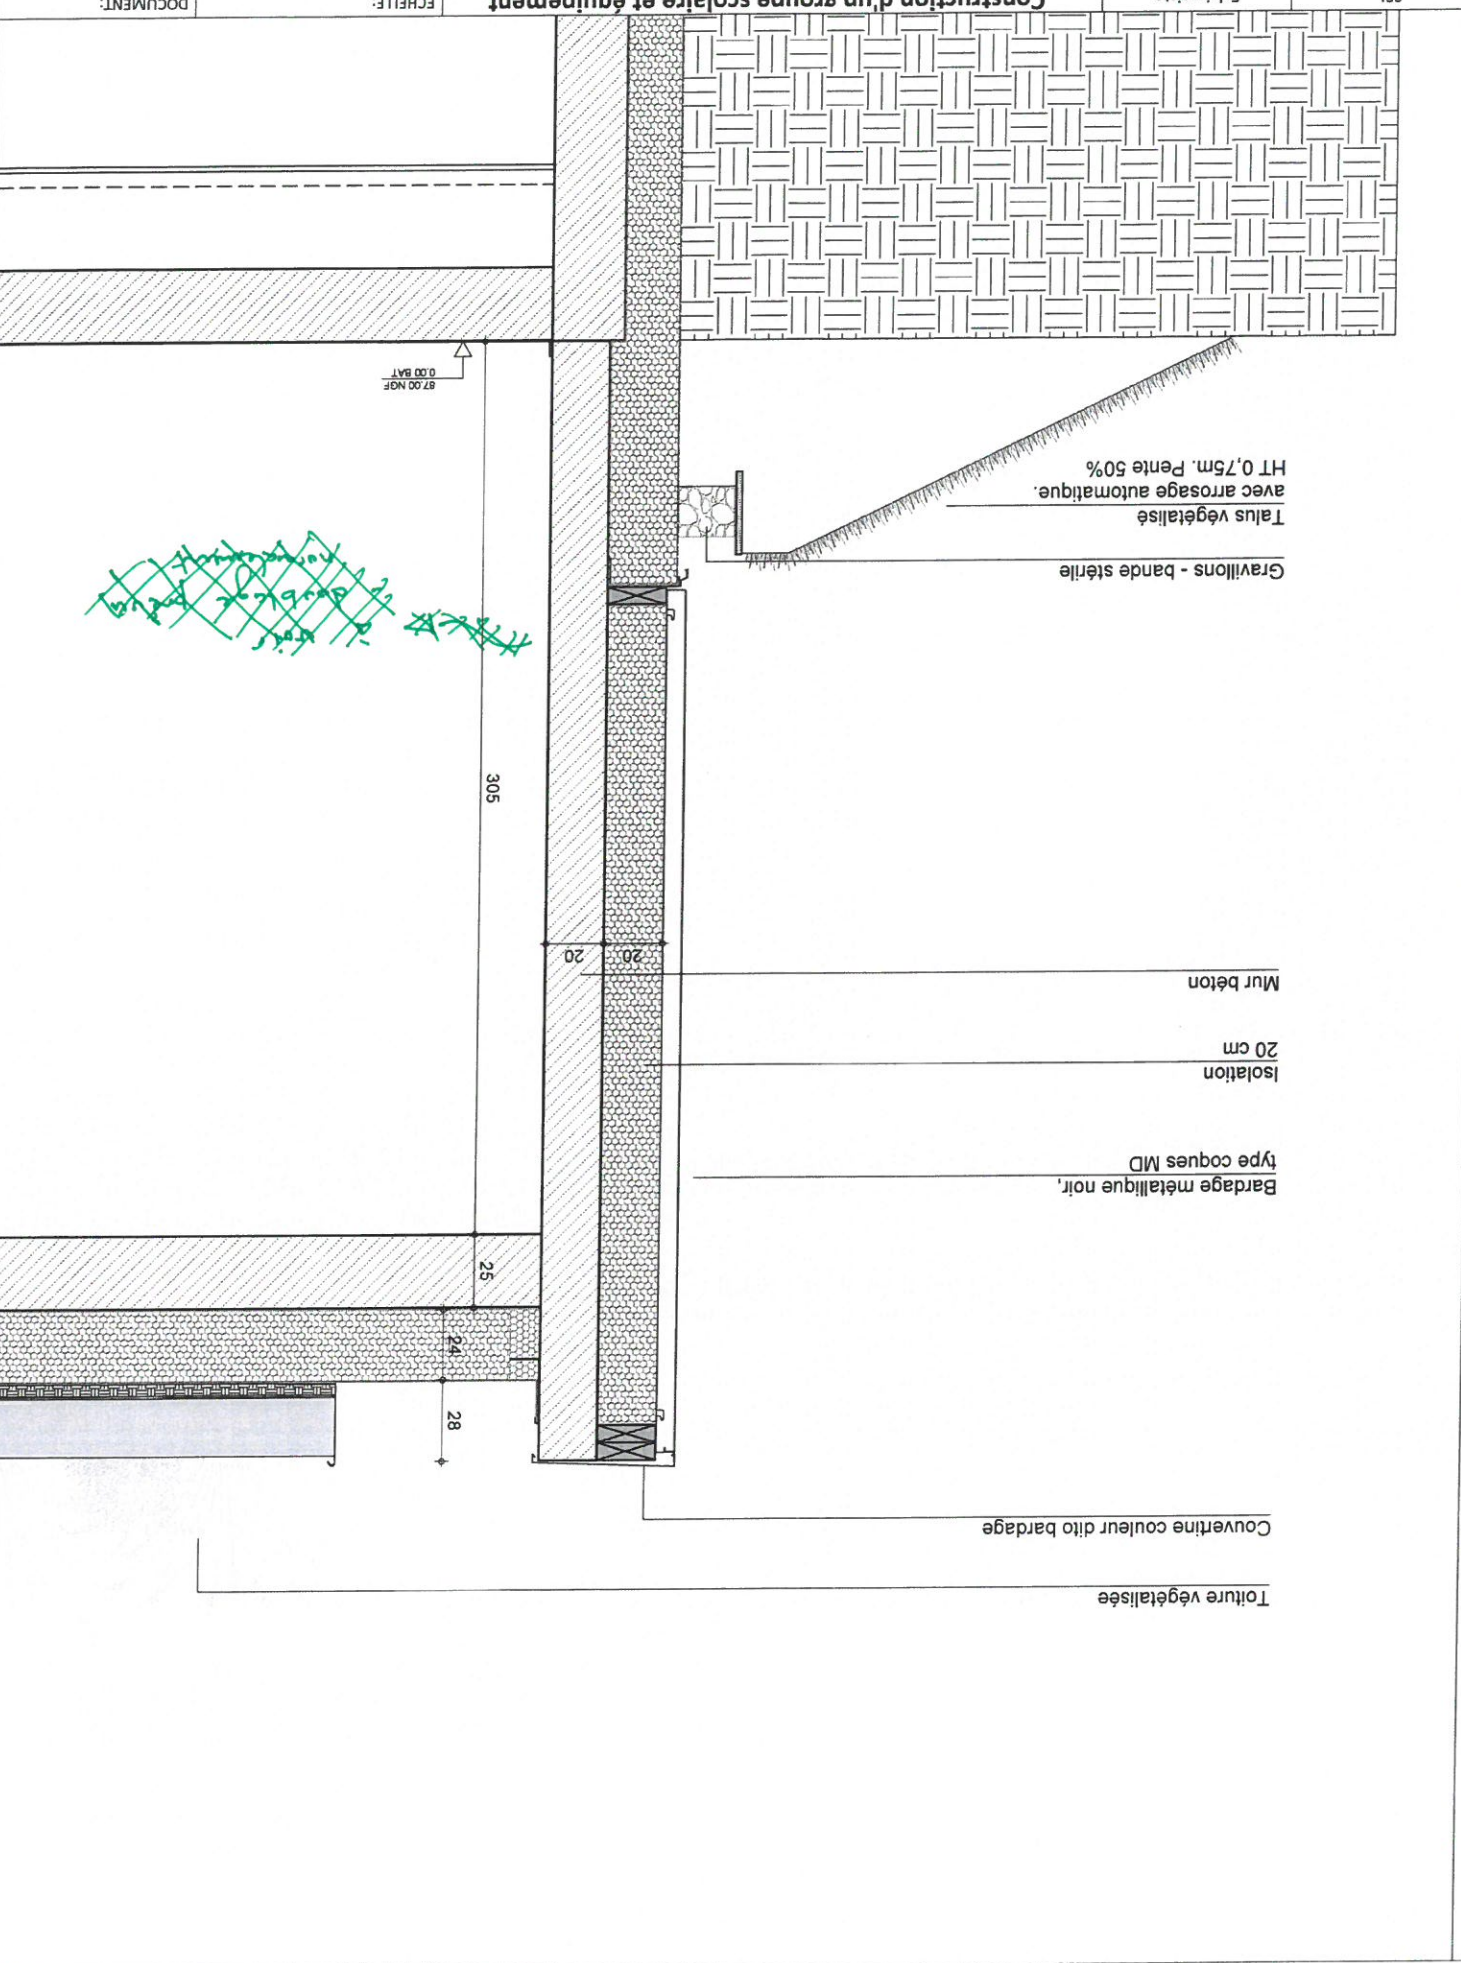 Toiture végétalisée
Couvertine couleur dito bardage
28
24
25
Bardage métallique noir,
type coques MD
Isolation
20 cm
Mur béton
20
20
305
Gravillons - bande stérile
Talus végétalisé
avec arrosage automatique.
HT 0,75m. Pente 50%
87.00 NGF
0.00 BAT
à voir
doublage
Construction d'un groupe scolaire et équipement
ECHELLE:
DOCUMENT: